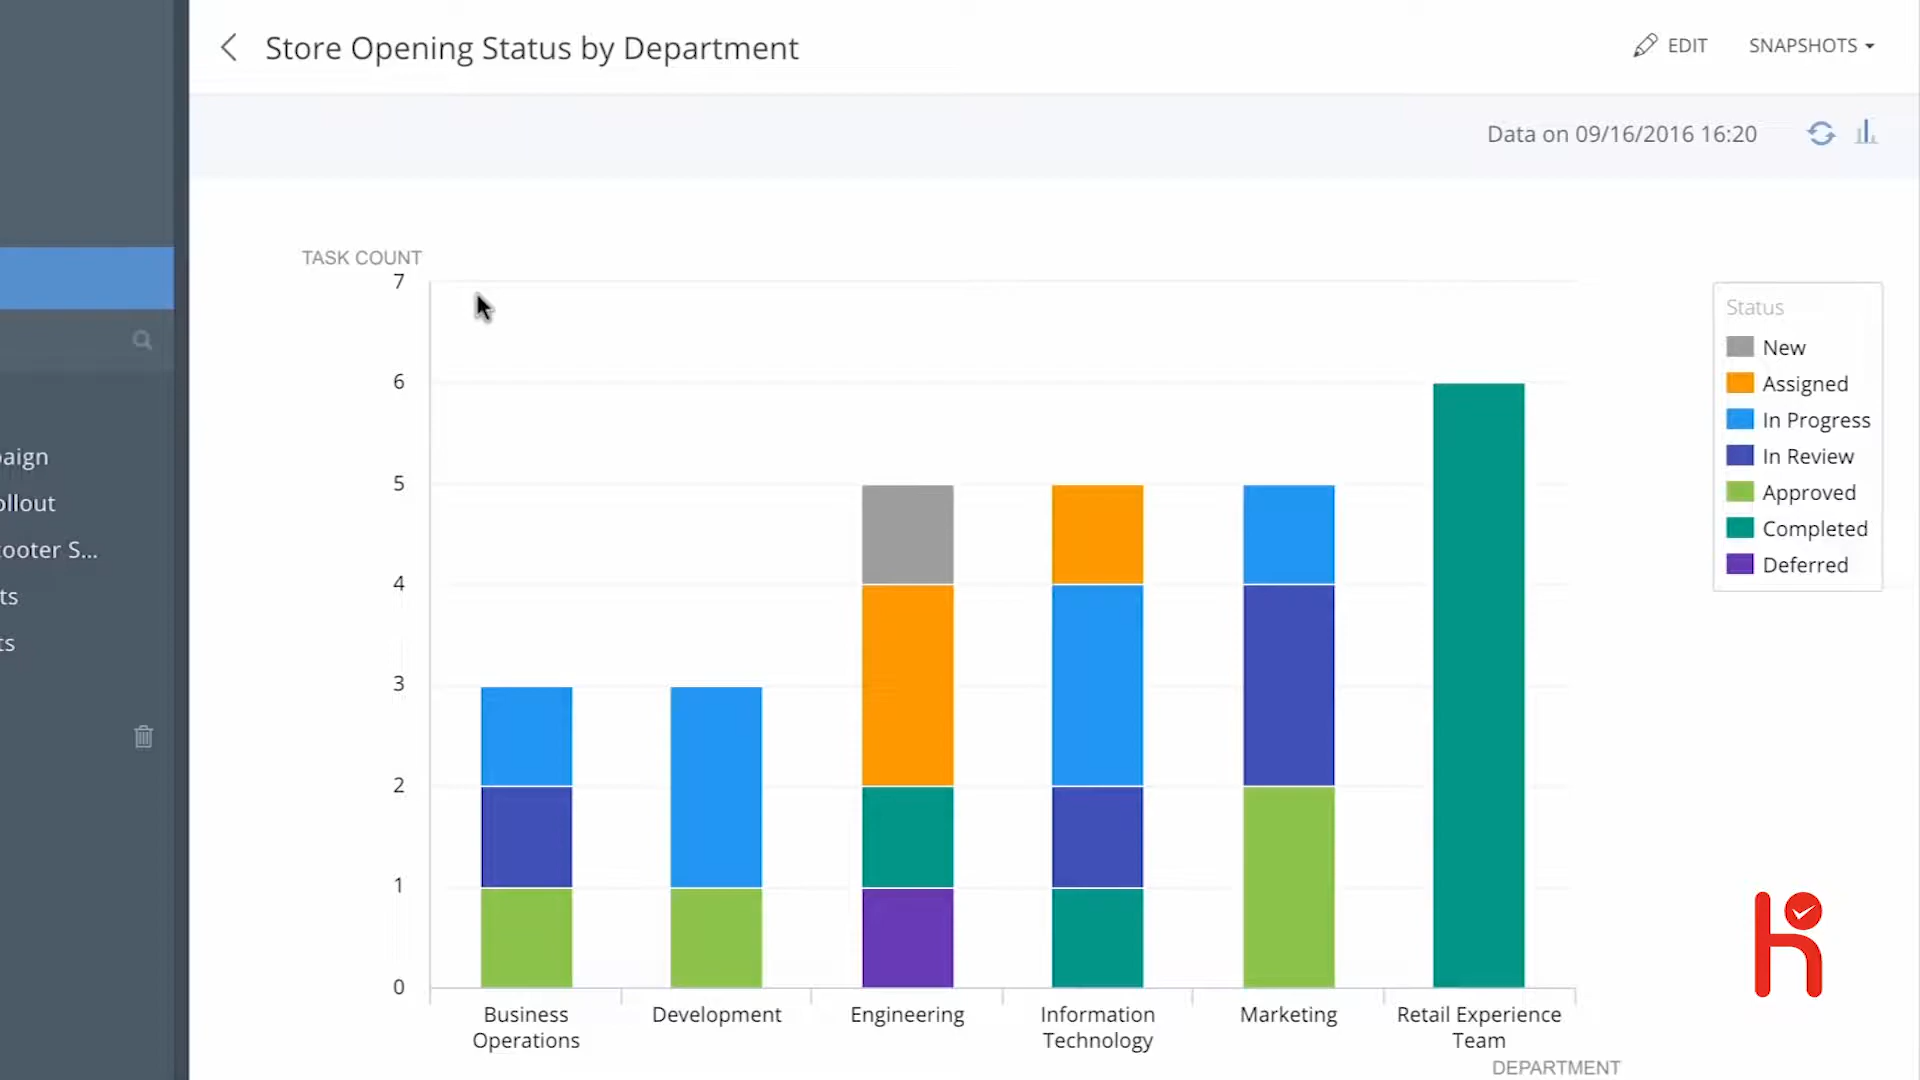 Store Opening Status by Department
EDIT
SNAPSHOTS
Data on 09/16/2016 16:20
aign
ollout
ooter S...
ts
ts
TASK COUNT
7
6
5
4
3
2
1
0
Business
Operations
Development
Engineering
Information
Technology
Marketing
Retail Experience
Team
DEPARTMENT
Status
New
Assigned
In Progress
In Review
Approved
Completed
Deferred